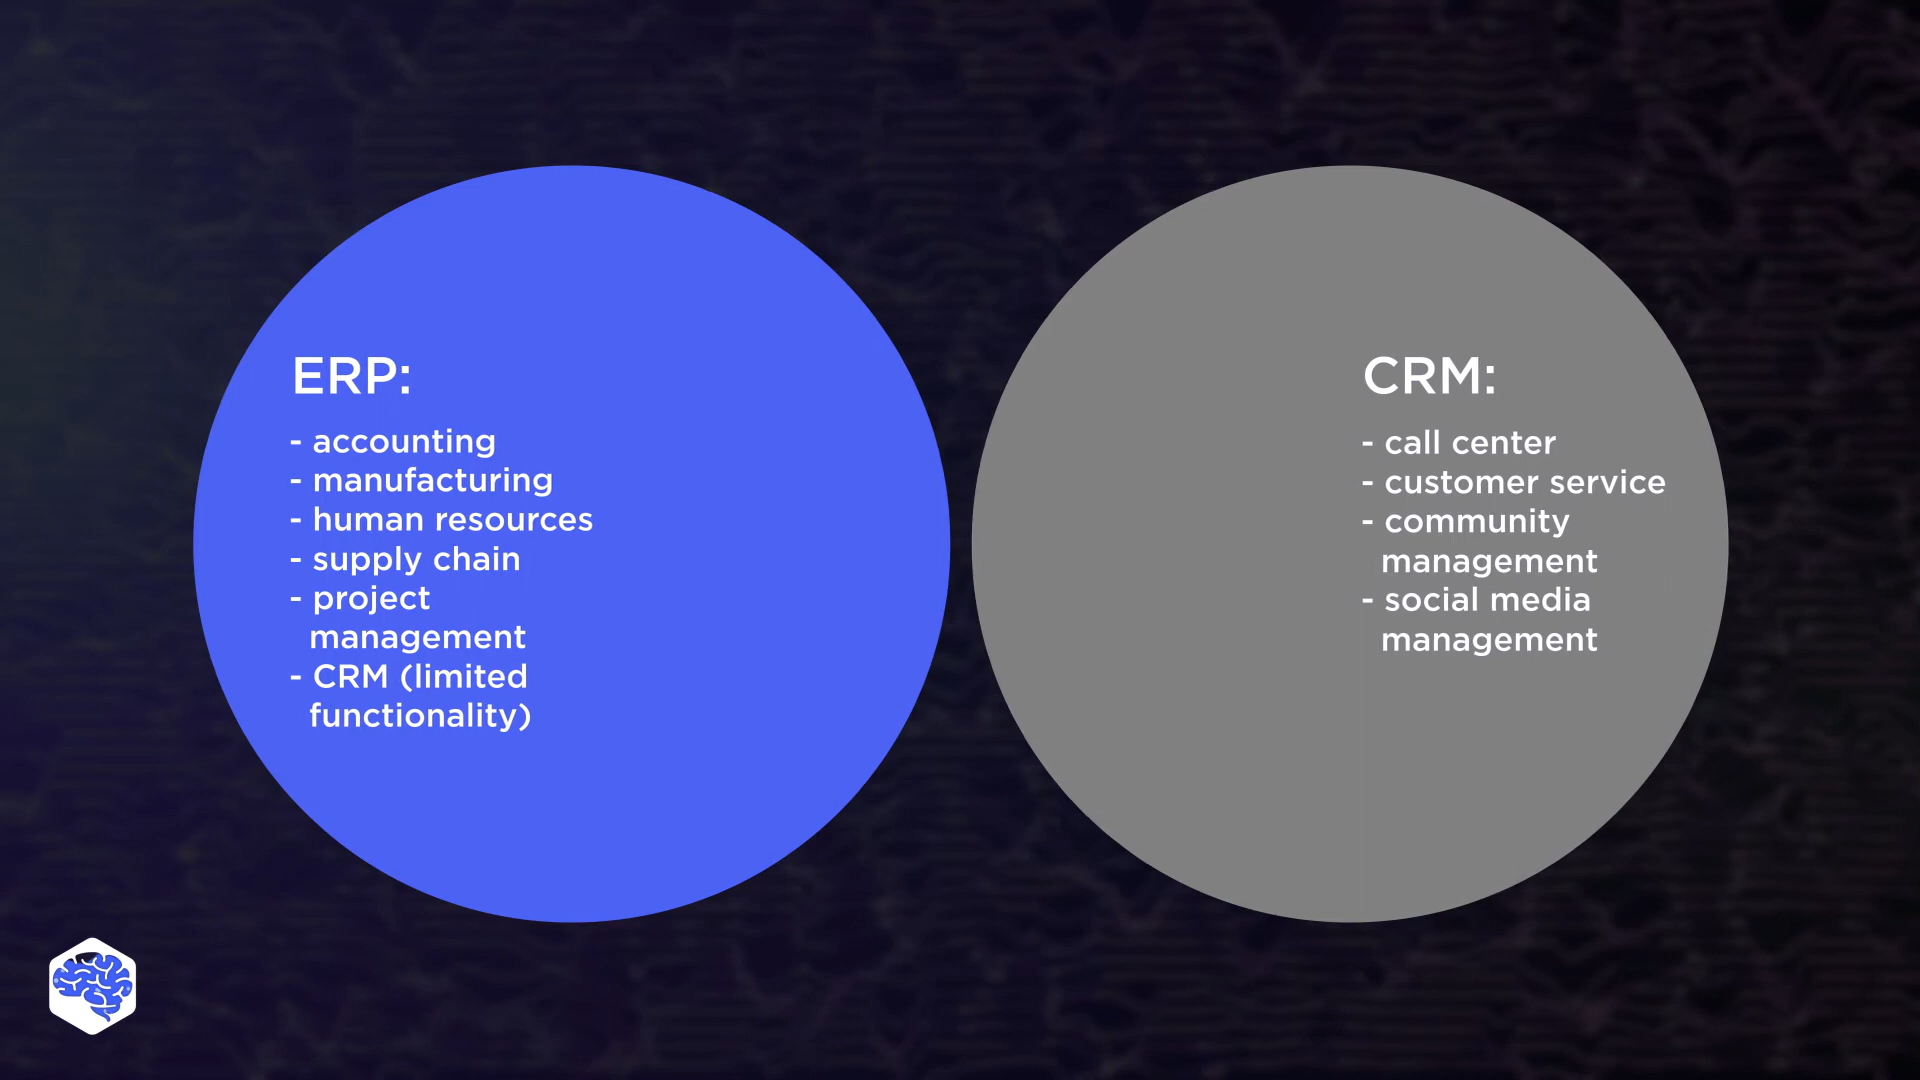 ERP:
- accounting
- manufacturing
- human resources
- supply chain
- project
management
- CRM (limited
functionality)
CRM:
- call center
- customer service
- community
management
- social media
management